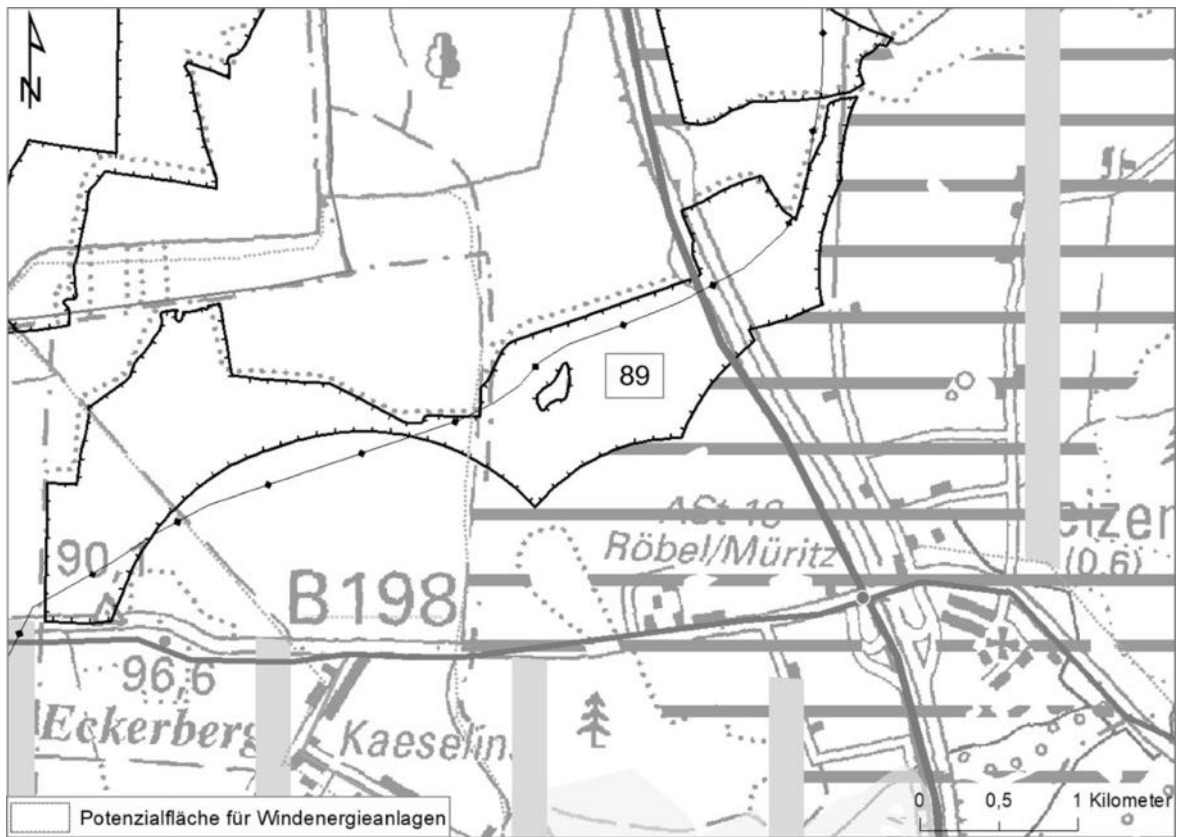 N
L
89
ASt 18
Röbel/Müritz
eizen
(0.6)
90,1
B198
96,6
Eckerberg
Kaeselin
L
Potenzialfläche für Windenergieanlagen
0 0,5 1 Kilometer